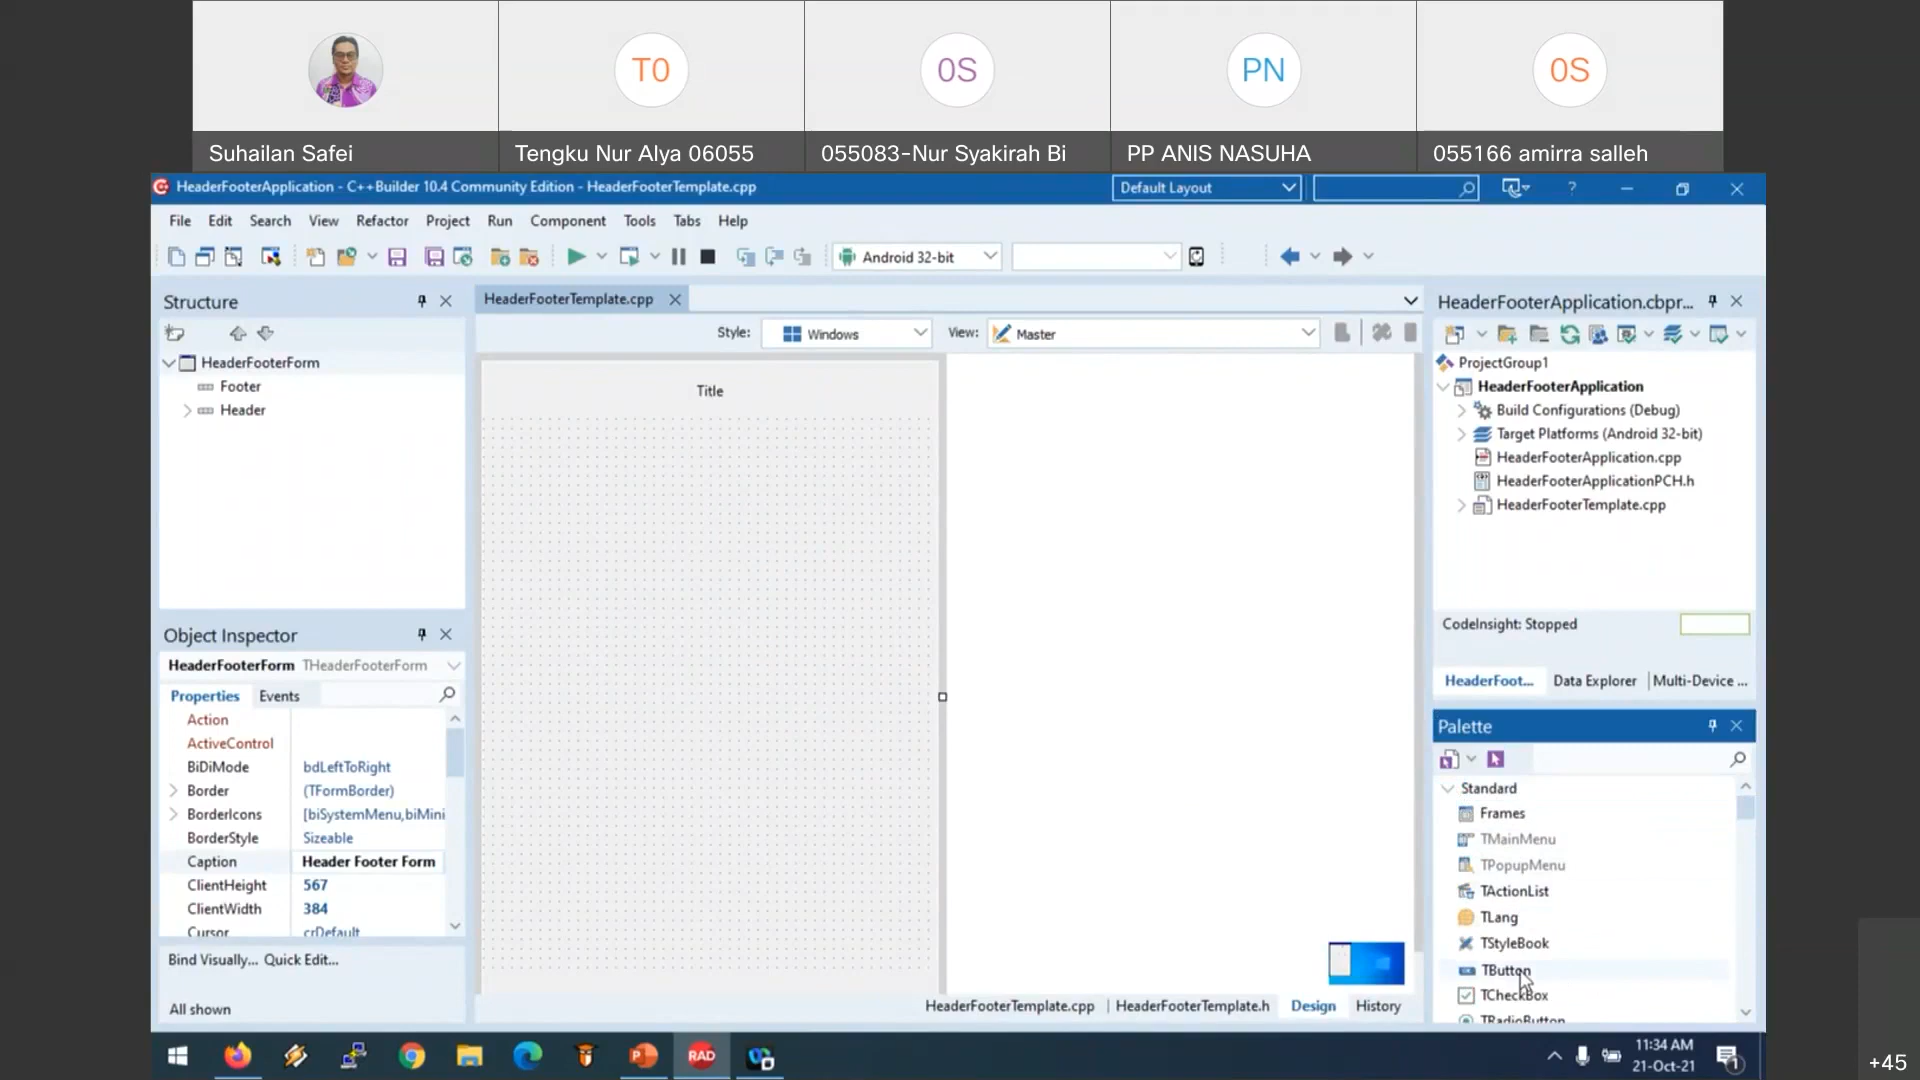 T0
0S
PN
0S
Suhailan Safei
Tengku Nur Alya 06055
055083-Nur Syakirah Bi
PP ANIS NASUHA
055166 amirra salleh
HeaderFooterApplication - C++Builder 10.4 Community Edition - HeaderFooterTemplate.cpp
Default Layout
?
File Edit Search View Refactor Project Run Component Tools Tabs Help
Android 32-bit
Structure
HeaderFooterForm
Footer
Header
HeaderFooterTemplate.cpp
Style: Windows
View: Master
Title
HeaderFooterApplication.cbpr...
ProjectGroup1
HeaderFooterApplication
Build Configurations (Debug)
Target Platforms (Android 32-bit)
HeaderFooterApplication.cpp
HeaderFooterApplicationPCH.h
HeaderFooterTemplate.cpp
CodeInsight: Stopped
HeaderFoot... Data Explorer Multi-Device ...
Object Inspector
HeaderFooterForm THeaderFooterForm
Properties Events
Action
ActiveControl
BiDiMode bdLeftToRight
Border (TFormBorder)
BorderIcons [biSystemMenu,biMini
BorderStyle Sizeable
Caption Header Footer Form
ClientHeight 567
ClientWidth 384
Cursor crDefault
Bind Visually... Quick Edit...
All shown
Palette
Standard
Frames
TMainMenu
TPopupMenu
TActionList
TLang
TStyleBook
TButton
TCheckBox
TRadioButton
HeaderFooterTemplate.cpp HeaderFooterTemplate.h Design History
RAD
11:34 AM
21-Oct-21
1
+45